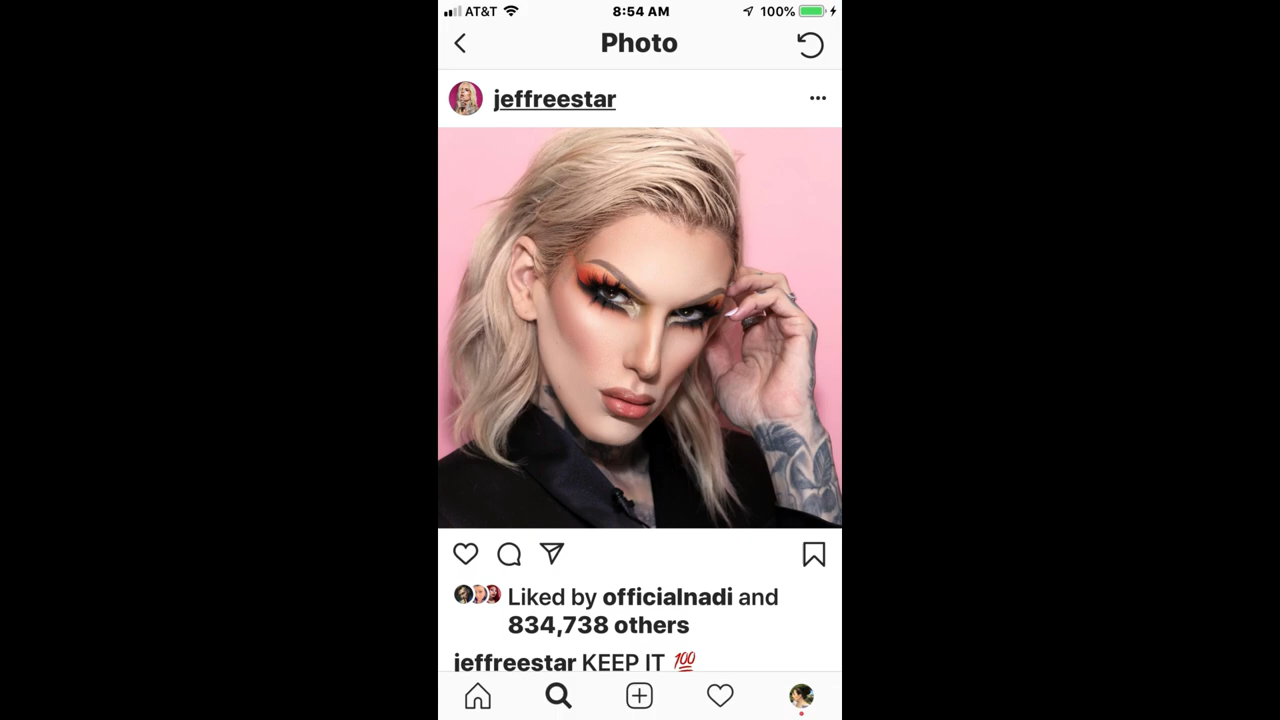 AT&T 8:54 AM 100%
Photo
jeffreestar
Liked by officialnadi and
834,738 others
jeffreestar KEEP IT 💯